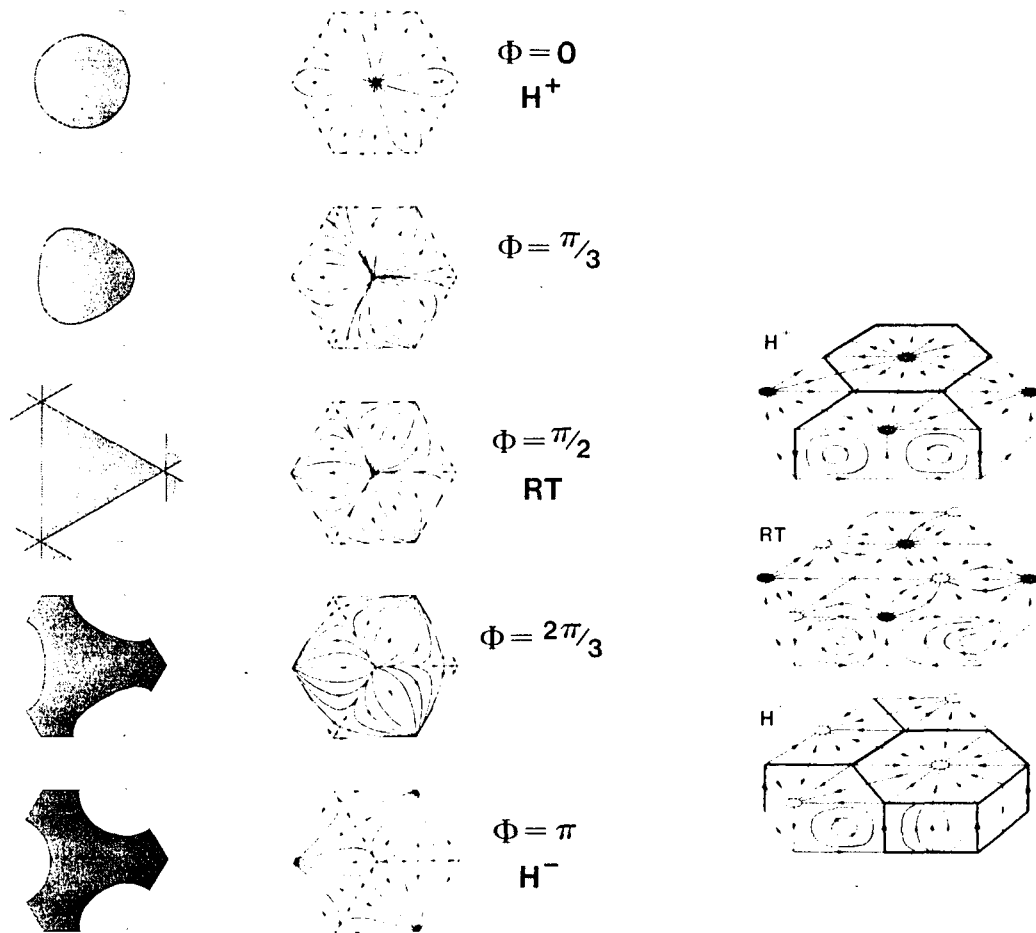 Φ = 0
H⁺
Φ = π/3
Φ = π/2
RT
Φ = 2π/3
Φ = π
H⁻
H⁺
RT
H